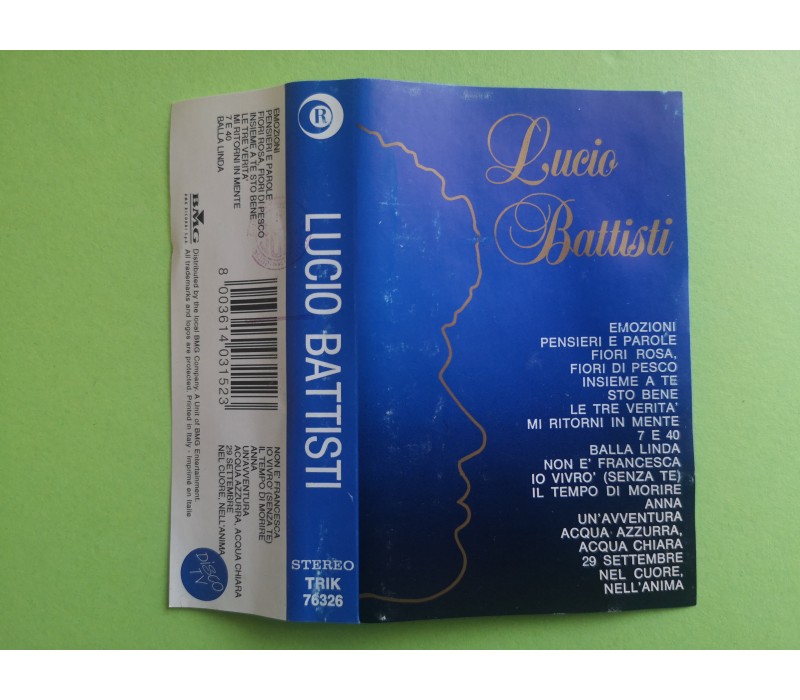 EMOZIONI
PENSIERI E PAROLE
FIORI ROSA, FIORI DI PESCO
INSIEME A TE STO BENE
LE TRE VERITA'
MI RITORNI IN MENTE
7 E 40
BALLA LINDA
NON E' FRANCESCA
IO VIVRO' (SENZA TE)
IL TEMPO DI MORIRE
ANNA
UN'AVVENTURA
ACQUA AZZURRA, ACQUA CHIARA
29 SETTEMBRE
NEL CUORE, NELL'ANIMA
8 003614 031523
BMG
BMG RICORDI S.p.A.
Distributed by the local BMG Company. A Unit of BMG Entertainment.
All trademarks and logos are protected. Printed in Italy - Imprimé en Italie
DISCO
TV
R
LUCIO BATTISTI
STEREO
TRIK
76326
Lucio
Battisti
EMOZIONI
PENSIERI E PAROLE
FIORI ROSA,
FIORI DI PESCO
INSIEME A TE
STO BENE
LE TRE VERITA'
MI RITORNI IN MENTE
7 E 40
BALLA LINDA
NON E' FRANCESCA
IO VIVRO' (SENZA TE)
IL TEMPO DI MORIRE
ANNA
UN'AVVENTURA
ACQUA AZZURRA,
ACQUA CHIARA
29 SETTEMBRE
NEL CUORE,
NELL'ANIMA